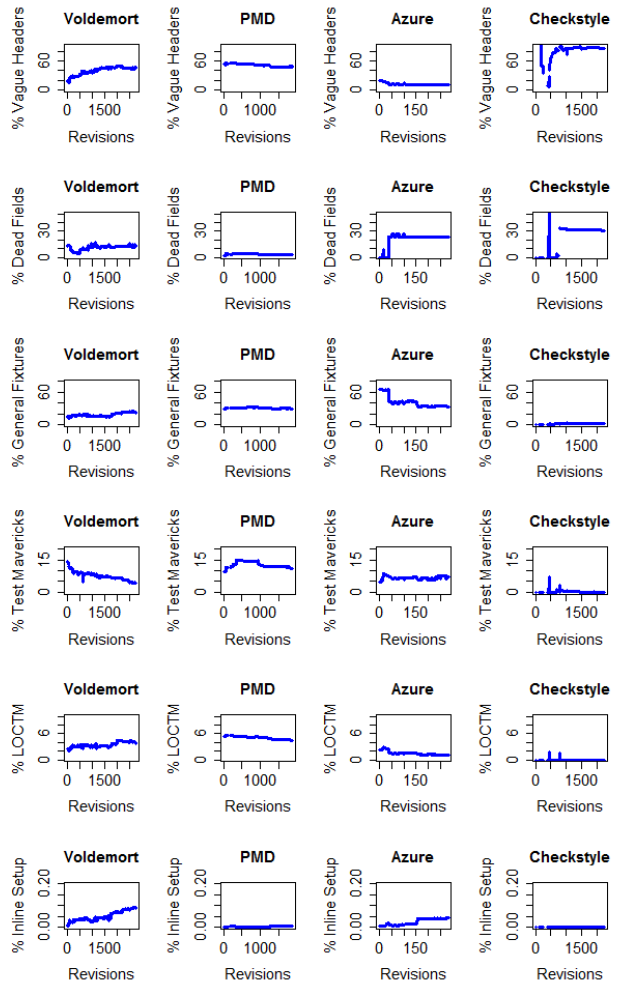 Voldemort PMD Azure Checkstyle
% Vague Headers 0 60 % Vague Headers 0 60 % Vague Headers 0 60 % Vague Headers 0 60
0 1500 0 1000 0 150 0 1500
Revisions Revisions Revisions Revisions
Voldemort PMD Azure Checkstyle
% Dead Fields 0 30 % Dead Fields 0 30 % Dead Fields 0 30 % Dead Fields 0 30
0 1500 0 1000 0 150 0 1500
Revisions Revisions Revisions Revisions
Voldemort PMD Azure Checkstyle
% General Fixtures 0 60 % General Fixtures 0 60 % General Fixtures 0 60 % General Fixtures 0 60
0 1500 0 1000 0 150 0 1500
Revisions Revisions Revisions Revisions
Voldemort PMD Azure Checkstyle
% Test Mavericks 0 15 % Test Mavericks 0 15 % Test Mavericks 0 15 % Test Mavericks 0 15
0 1500 0 1000 0 150 0 1500
Revisions Revisions Revisions Revisions
Voldemort PMD Azure Checkstyle
% LOCTM 0 6 % LOCTM 0 6 % LOCTM 0 6 % LOCTM 0 6
0 1500 0 1000 0 150 0 1500
Revisions Revisions Revisions Revisions
Voldemort PMD Azure Checkstyle
% Inline Setup 0.00 0.20 % Inline Setup 0.00 0.20 % Inline Setup 0.00 0.20 % Inline Setup 0.00 0.20
0 1500 0 1000 0 150 0 1500
Revisions Revisions Revisions Revisions